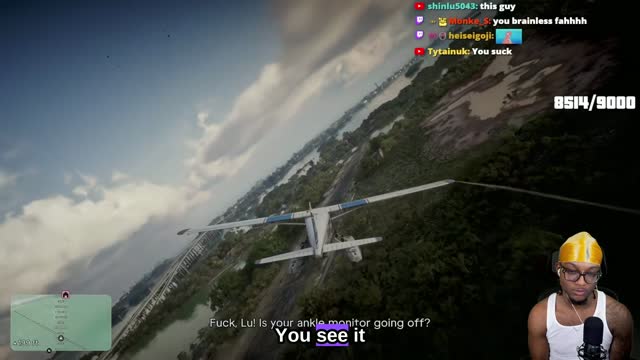 shinlu5043: this guy
Monke_S: you brainless fahhhh
heiseigoji:
Tytainuk: You suck
8514/9000
Fuck, Lu! Is your ankle monitor going off?
You see it